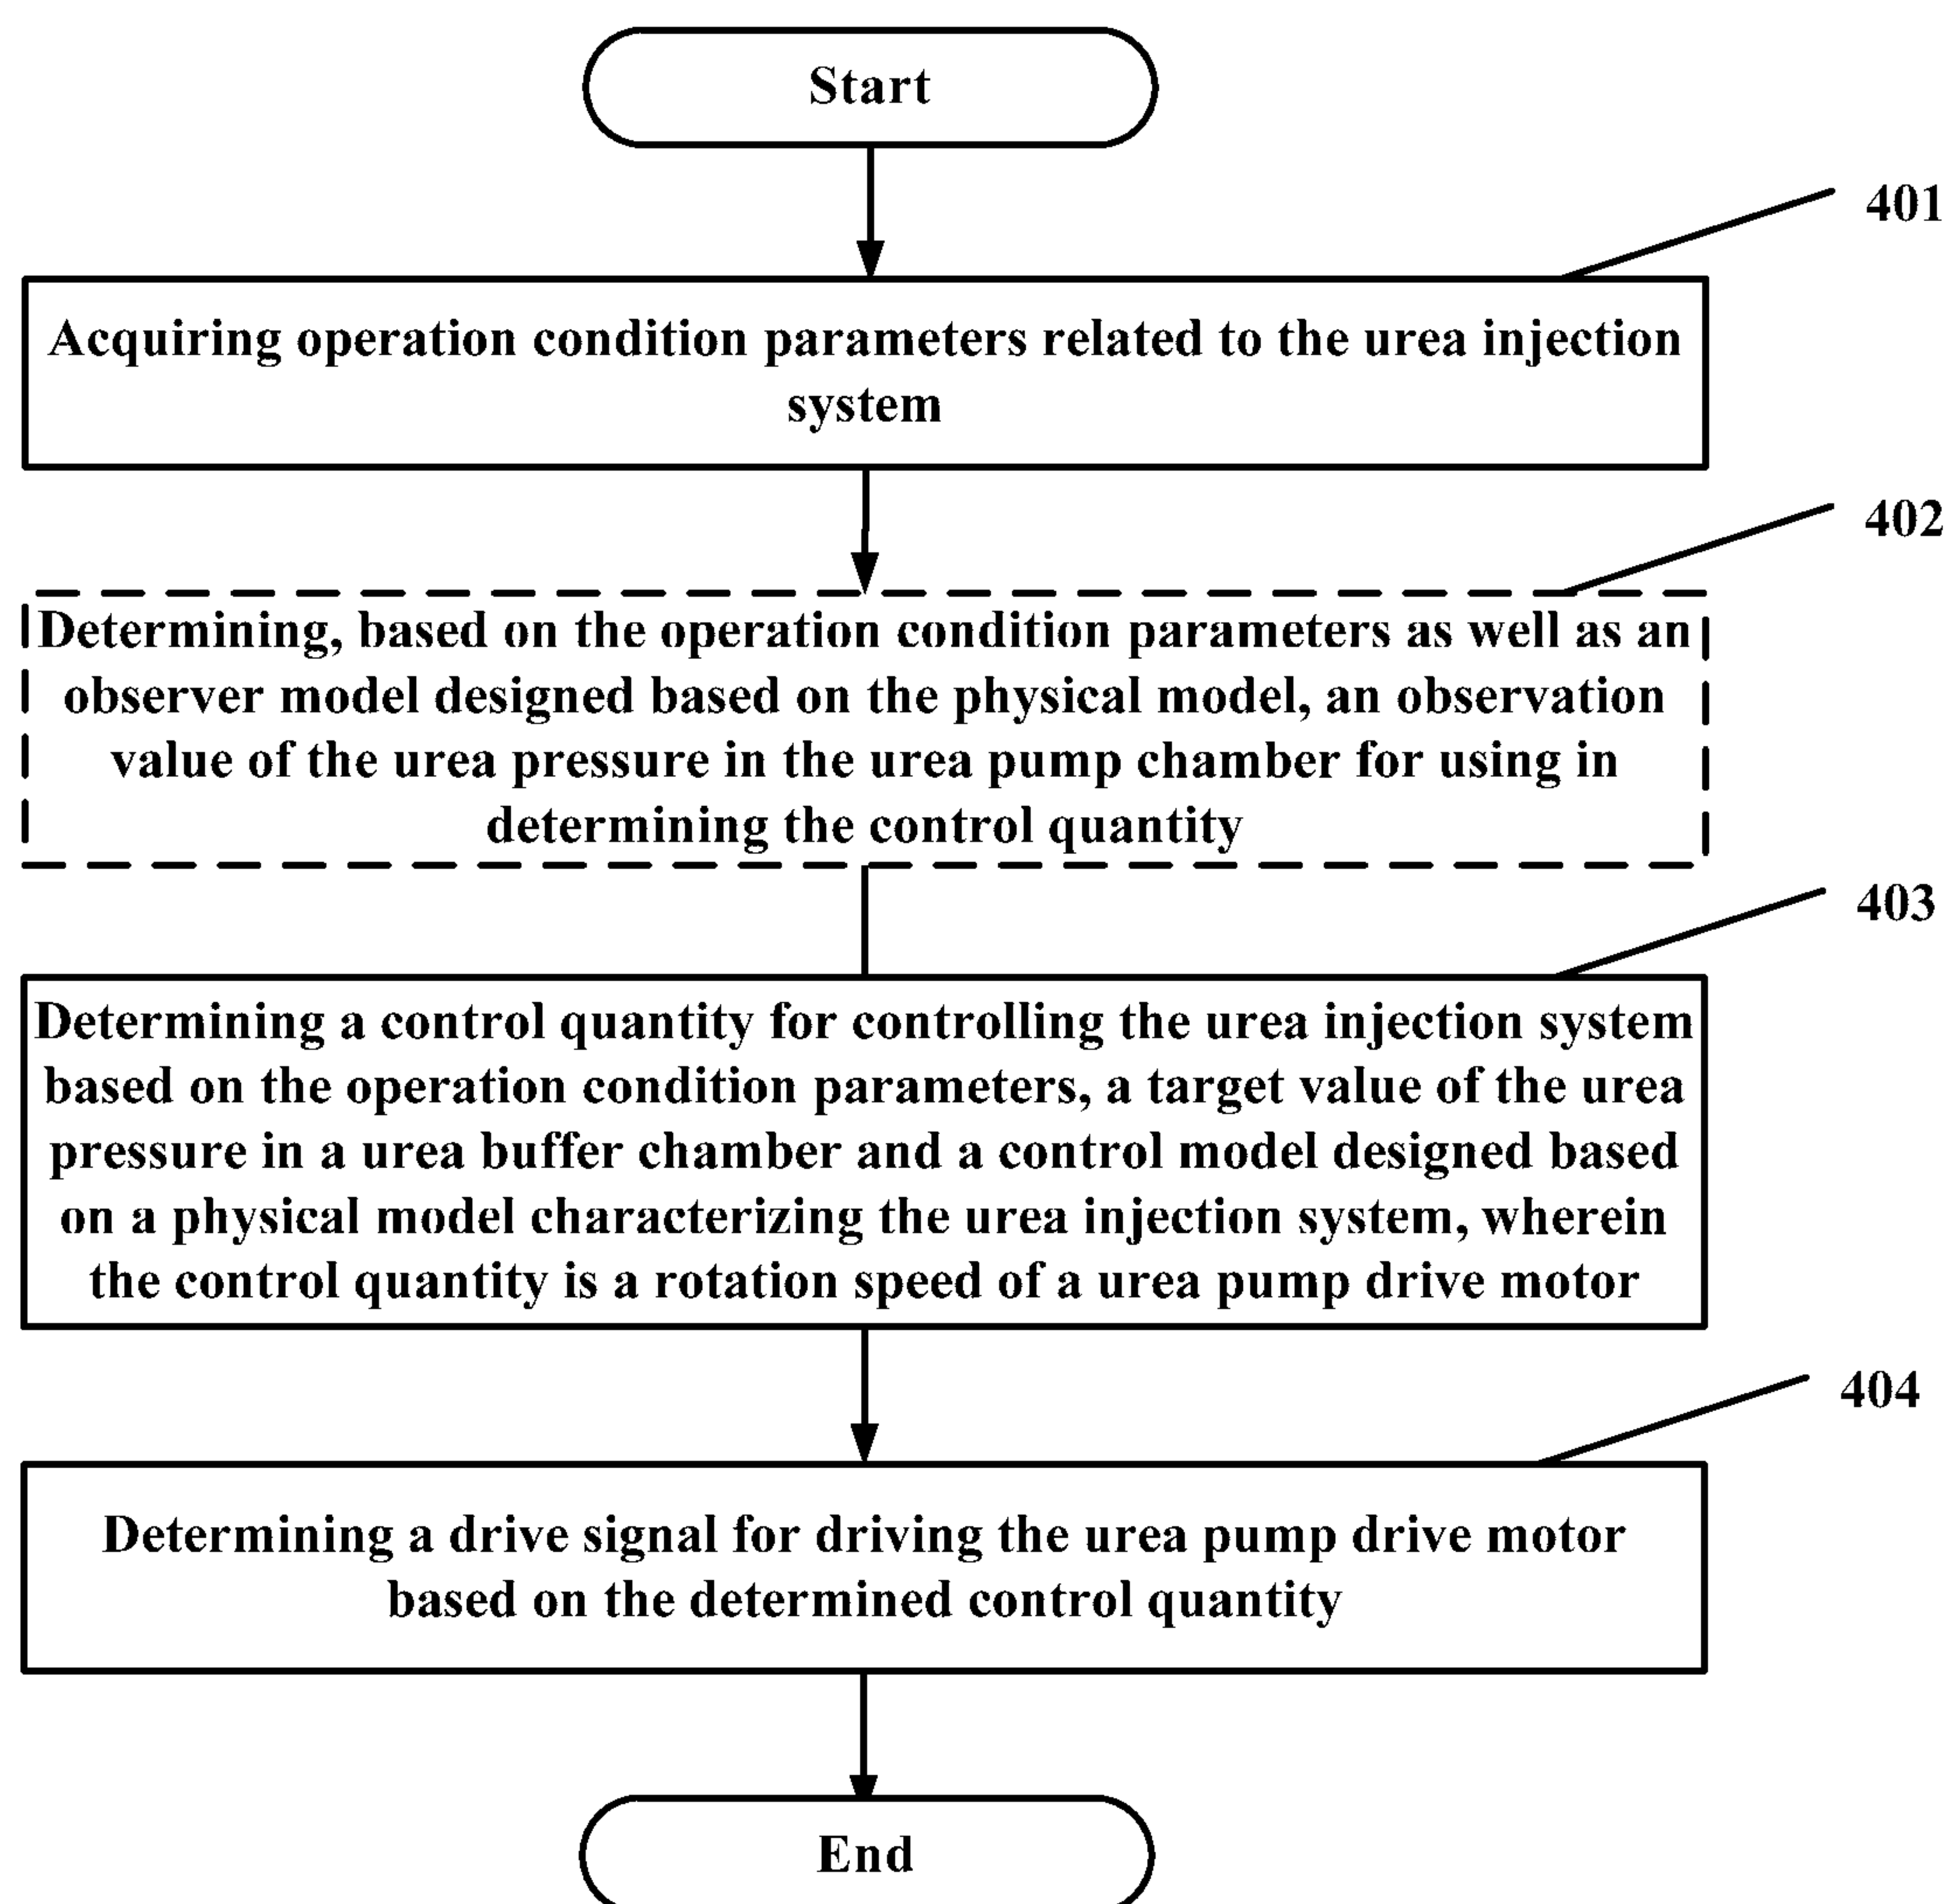 Start
401
Acquiring operation condition parameters related to the urea injection
system
402
Determining, based on the operation condition parameters as well as an
observer model designed based on the physical model, an observation
value of the urea pressure in the urea pump chamber for using in
determining the control quantity
403
Determining a control quantity for controlling the urea injection system
based on the operation condition parameters, a target value of the urea
pressure in a urea buffer chamber and a control model designed based
on a physical model characterizing the urea injection system, wherein
the control quantity is a rotation speed of a urea pump drive motor
404
Determining a drive signal for driving the urea pump drive motor
based on the determined control quantity
End